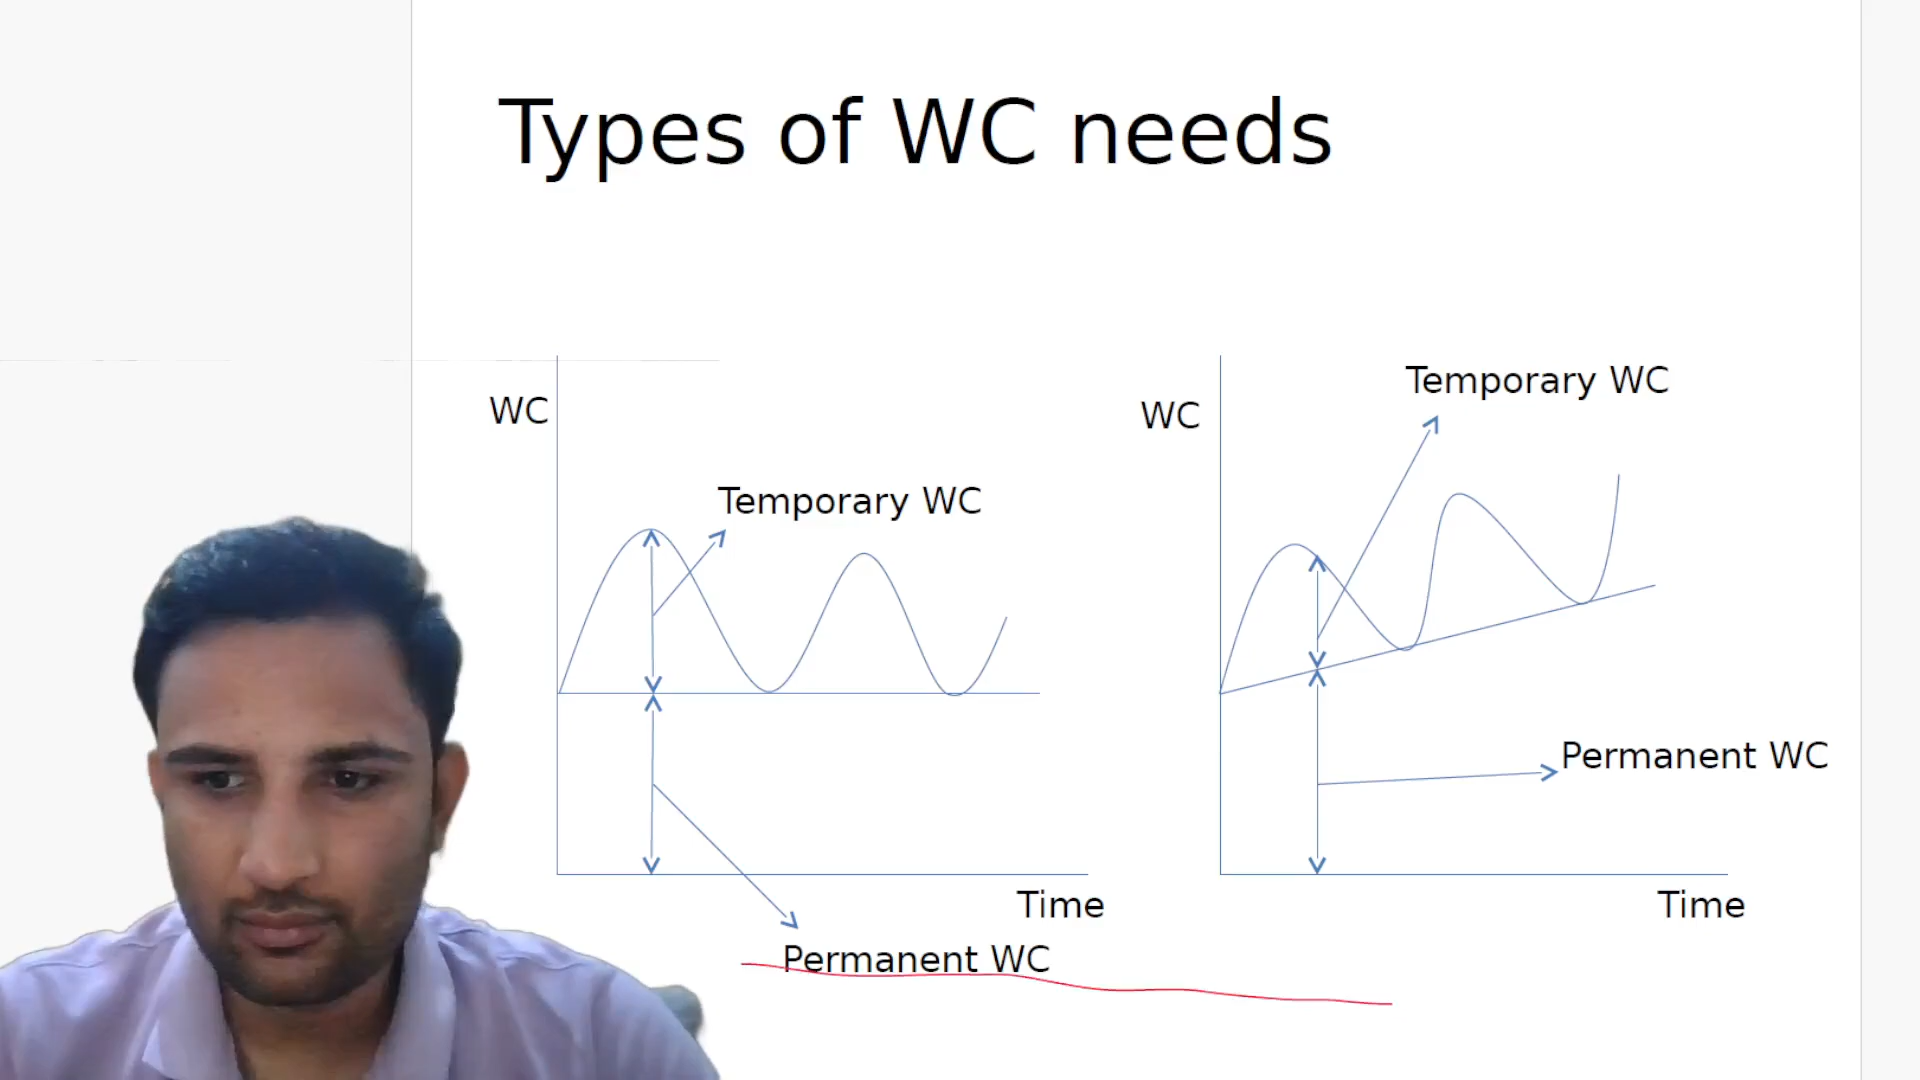 Types of WC needs
WC
Temporary WC
Time
Permanent WC
WC
Temporary WC
Permanent WC
Time